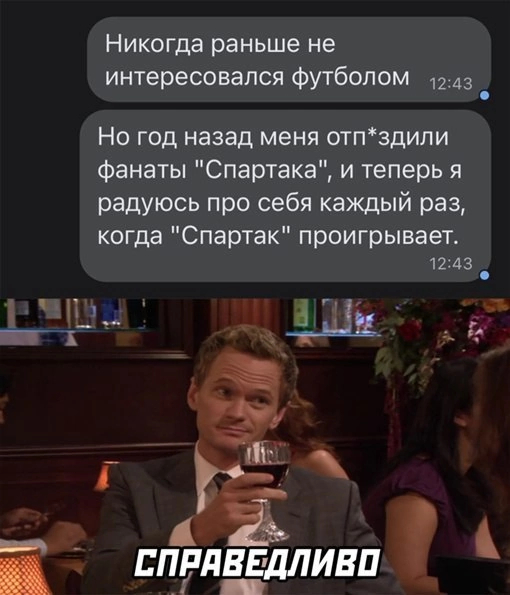 Никогда раньше не
интересовался футболом 12:43
Но год назад меня отп*здили
фанаты "Спартака", и теперь я
радуюсь про себя каждый раз,
когда "Спартак" проигрывает.
12:43
СПРАВЕДЛИВО